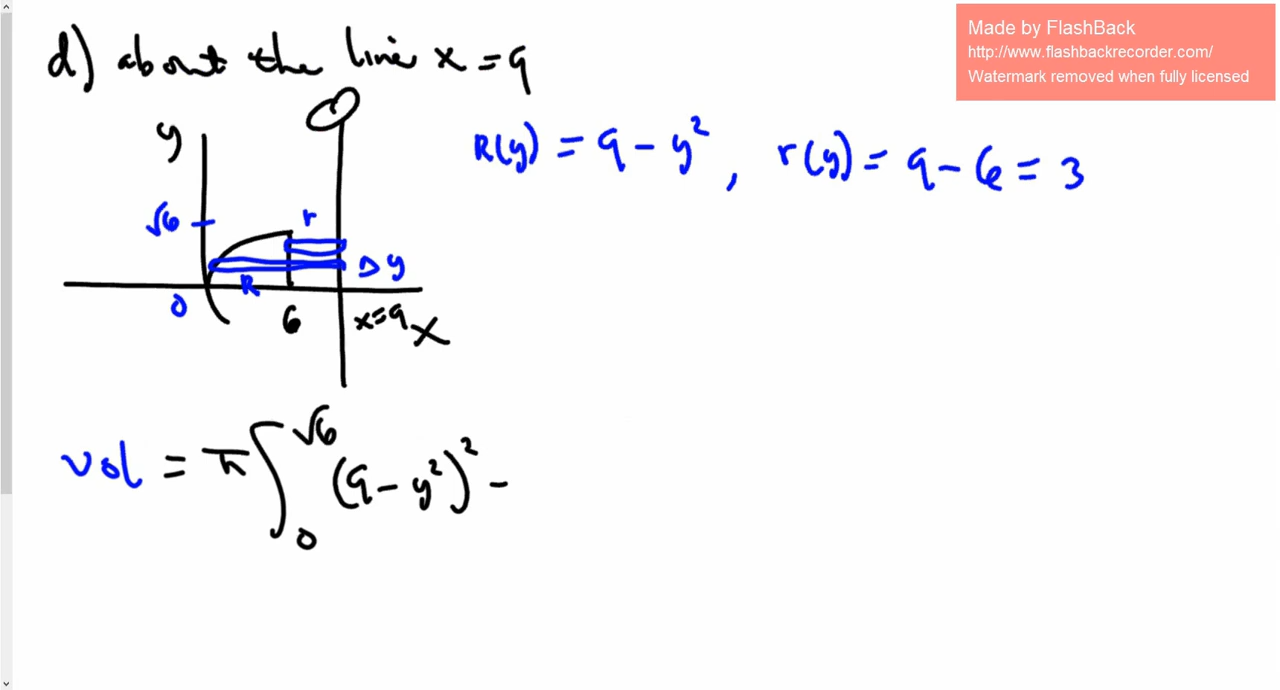 d) about the line x = 9
Made by FlashBack
http://www.flashbackrecorder.com/
Watermark removed when fully licensed
R(y) = 9 - y², r(y) = 9 - 6 = 3
y
√6
r
R
Δy
0
6
x=9
x
Vol = π∫₀^√6 (9 - y²)² -